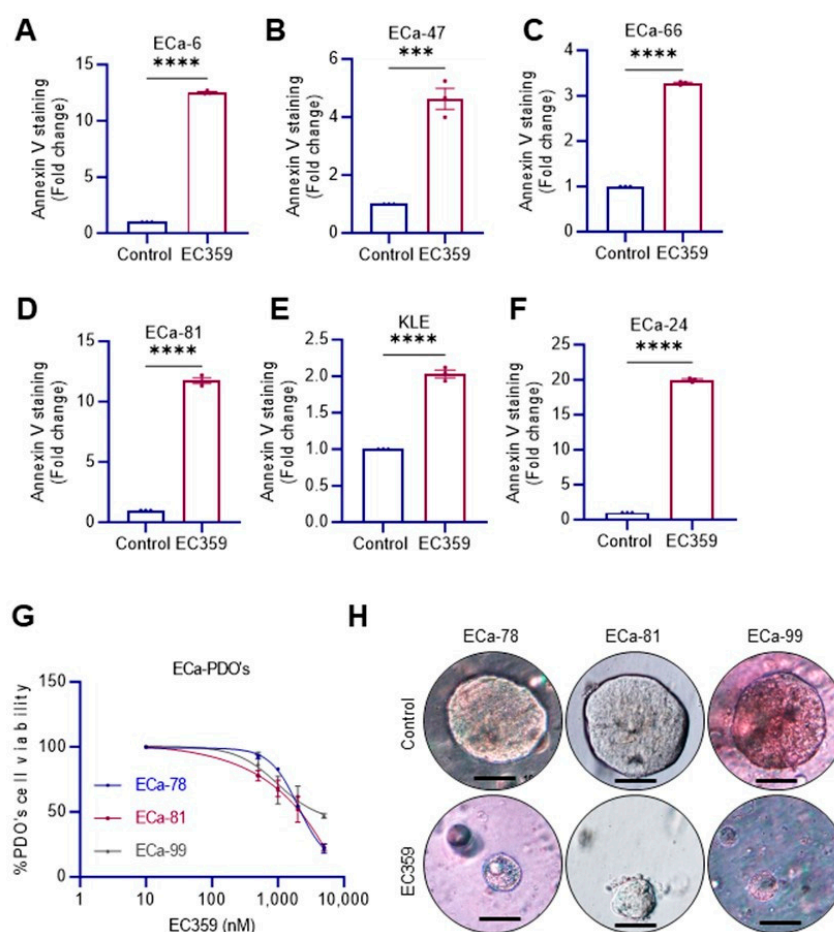 A
ECa-6
****
Annexin V staining
(Fold change)
15
10
5
0
Control EC359
B
ECa-47
***
Annexin V staining
(Fold change)
6
4
2
0
Control EC359
C
ECa-66
****
Annexin V staining
(Fold change)
4
3
2
1
0
Control EC359
D
ECa-81
****
Annexin V staining
(Fold change)
15
10
5
0
Control EC359
E
KLE
****
Annexin V staining
(Fold change)
2.5
2.0
1.5
1.0
0.5
0.0
Control EC359
F
ECa-24
****
Annexin V staining
(Fold change)
25
20
15
10
5
0
Control EC359
G
ECa-PDO's
%PDO's cell viability
150
100
50
0
ECa-78
ECa-81
ECa-99
1 10 100 1,000 10,000
EC359 (nM)
H
ECa-78 ECa-81 ECa-99
Control
EC359